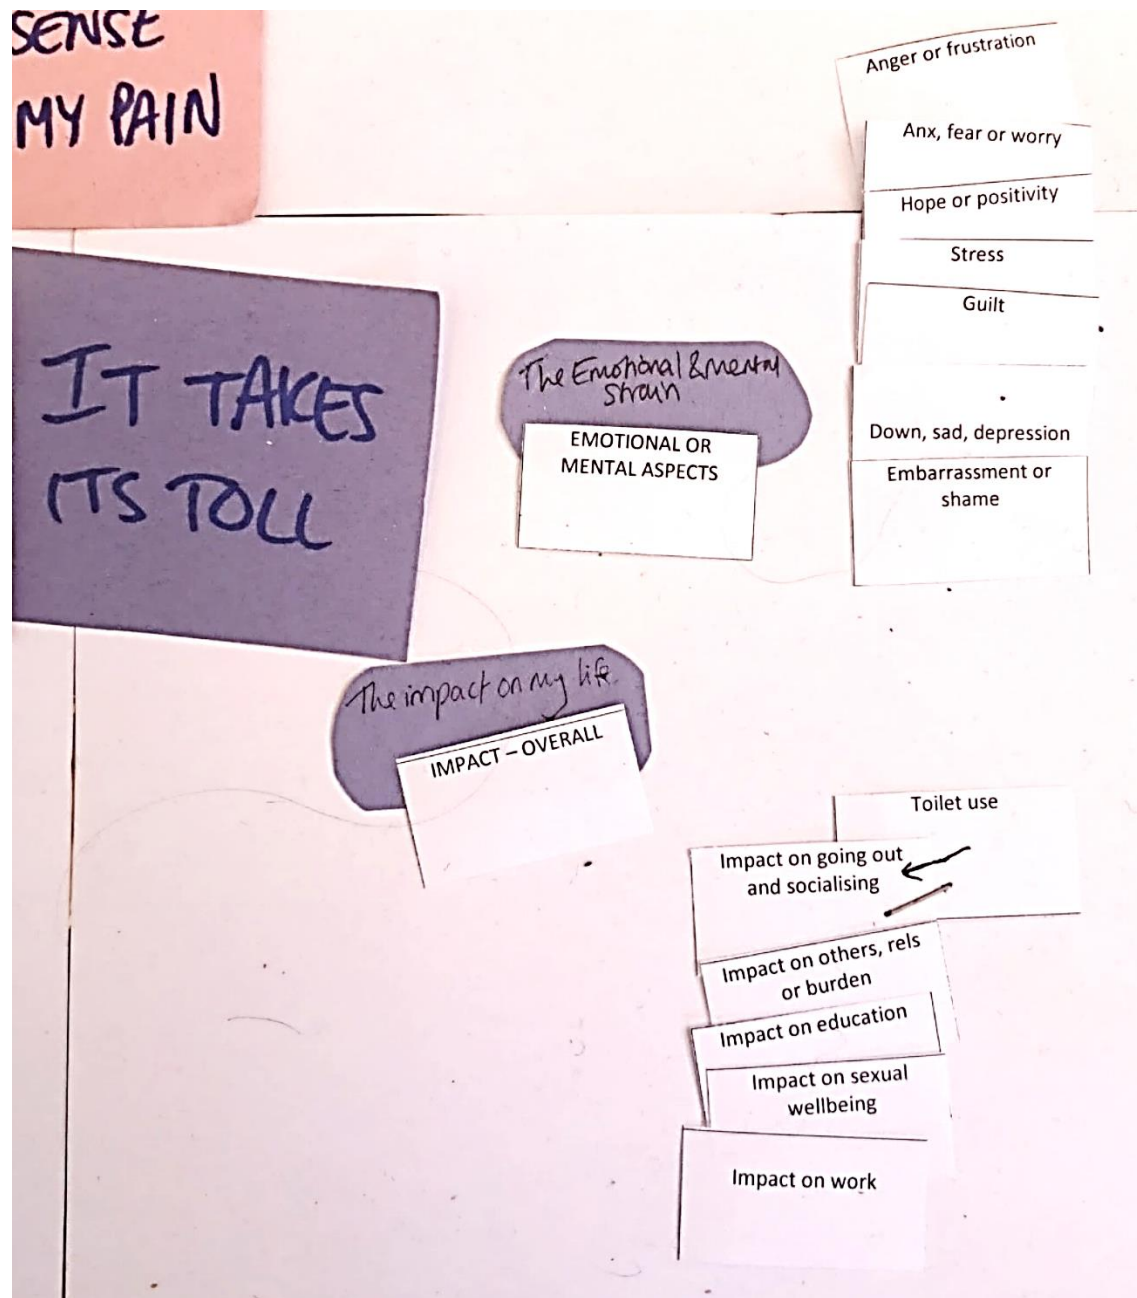 SENSE
MY PAIN
IT TAKES
ITS TOLL
The Emotional & mental
strain
EMOTIONAL OR
MENTAL ASPECTS
Anger or frustration
Anx, fear or worry
Hope or positivity
Stress
Guilt
Down, sad, depression
Embarrassment or
shame
The impact on my life
IMPACT – OVERALL
Toilet use
Impact on going out
and socialising
Impact on others, rels
or burden
Impact on education
Impact on sexual
wellbeing
Impact on work